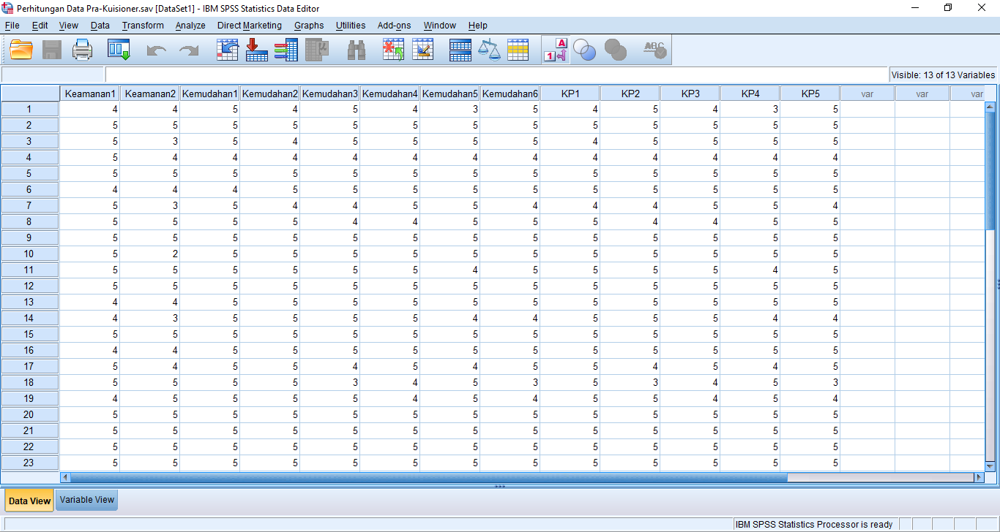 Perhitungan Data Pra-Kuisioner.sav [DataSet1] - IBM SPSS Statistics Data Editor
File Edit View Data Transform Analyze Direct Marketing Graphs Utilities Add-ons Window Help
1 A ABC
Visible: 13 of 13 Variables
Keamanan1 Keamanan2 Kemudahan1 Kemudahan2 Kemudahan3 Kemudahan4 Kemudahan5 Kemudahan6 KP1 KP2 KP3 KP4 KP5 var var var
1 4 4 5 4 5 4 3 5 4 5 4 3 5
2 5 5 5 5 5 5 5 5 5 5 5 5 5
3 5 3 5 4 5 5 5 5 4 5 5 5 5
4 5 4 4 4 4 4 4 4 4 4 4 4 4
5 5 5 5 5 5 5 5 5 5 5 5 5 5
6 4 4 4 5 5 5 5 5 5 5 5 5 5
7 5 3 5 4 4 5 5 4 4 4 5 5 4
8 5 5 5 5 4 4 5 5 5 4 4 5 5
9 5 5 5 5 5 5 5 5 5 5 5 5 5
10 5 2 5 5 5 5 5 5 5 5 5 5 5
11 5 5 5 5 5 5 4 5 5 5 5 4 5
12 5 5 5 5 5 5 5 5 5 5 5 5 5
13 4 4 5 5 5 5 5 5 5 5 5 5 5
14 4 3 5 5 5 5 4 4 5 5 5 4 4
15 5 5 5 5 5 5 5 5 5 5 5 5 5
16 4 4 5 5 5 5 5 5 5 5 5 5 5
17 5 4 5 5 4 5 4 5 5 4 5 4 5
18 5 5 5 5 3 4 5 3 5 3 4 5 3
19 4 5 5 5 5 4 5 4 5 5 4 5 4
20 5 5 5 5 5 5 5 5 5 5 5 5 5
21 5 5 5 5 5 5 5 5 5 5 5 5 5
22 5 5 5 5 5 5 5 5 5 5 5 5 5
23 5 5 5 5 5 5 5 5 5 5 5 5 5
Data View Variable View
IBM SPSS Statistics Processor is ready